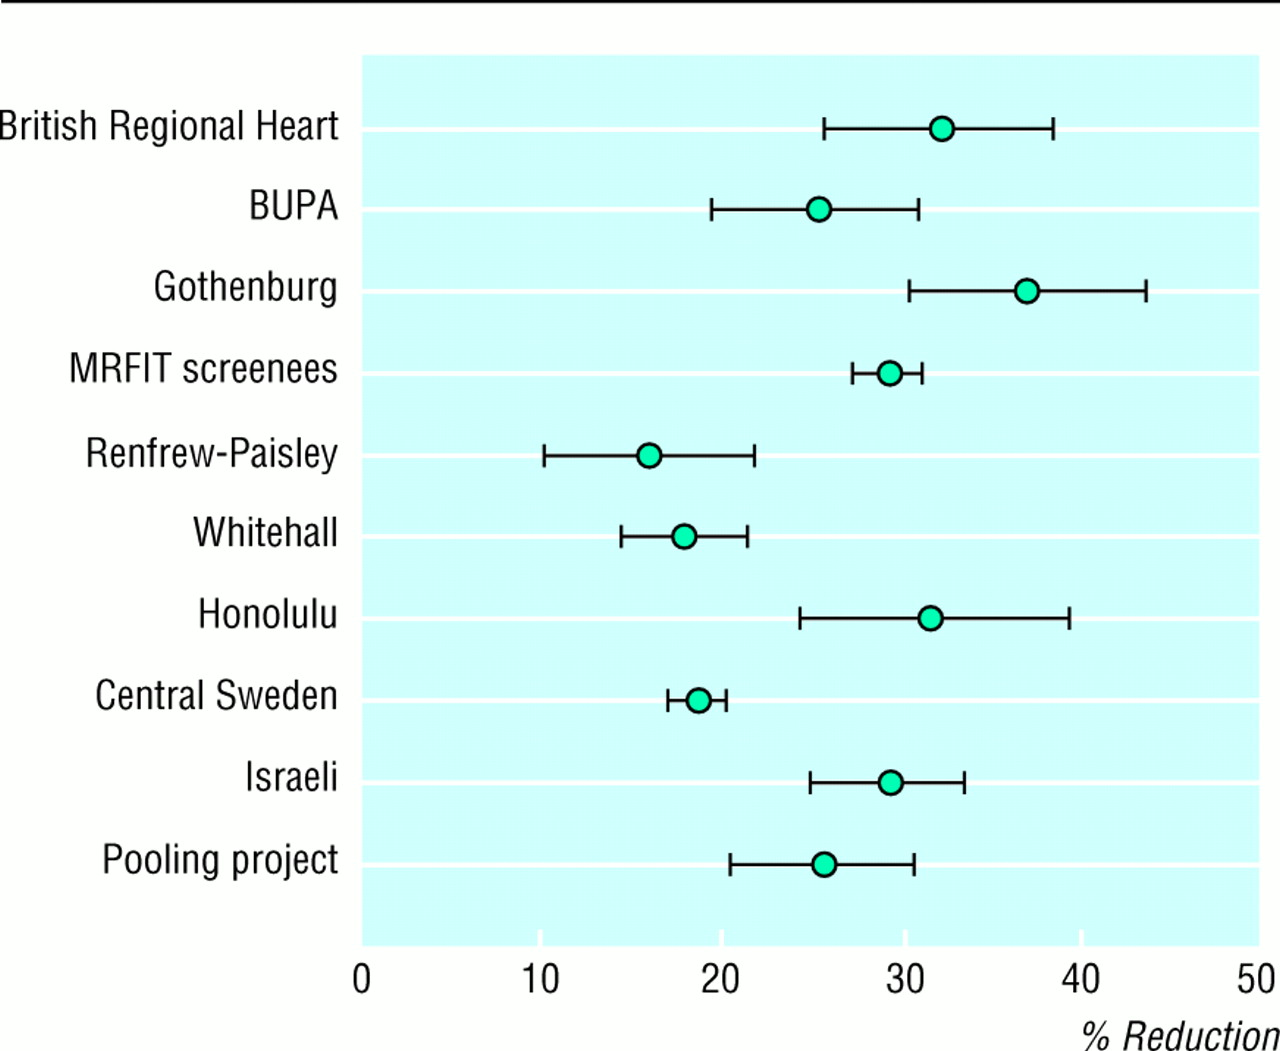 British Regional Heart
BUPA
Gothenburg
MRFIT screenees
Renfrew-Paisley
Whitehall
Honolulu
Central Sweden
Israeli
Pooling project
0 10 20 30 40 50
% Reduction